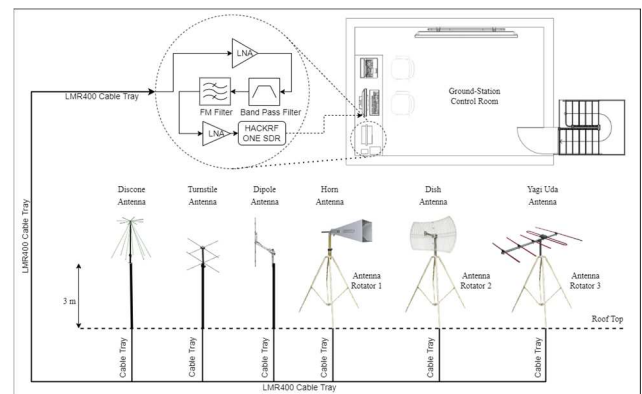 LNA
LMR400 Cable Tray
FM Filter
Band Pass Filter
LNA
HACKRF
ONE SDR
Ground-Station
Control Room
LMR400 Cable Tray
Discone
Antenna
Turnstile
Antenna
Dipole
Antenna
Horn
Antenna
Dish
Antenna
Yagi Uda
Antenna
3 m
Antenna
Rotator 1
Antenna
Rotator 2
Antenna
Rotator 3
Roof Top
Cable Tray
Cable Tray
Cable Tray
Cable Tray
Cable Tray
Cable Tray
LMR400 Cable Tray